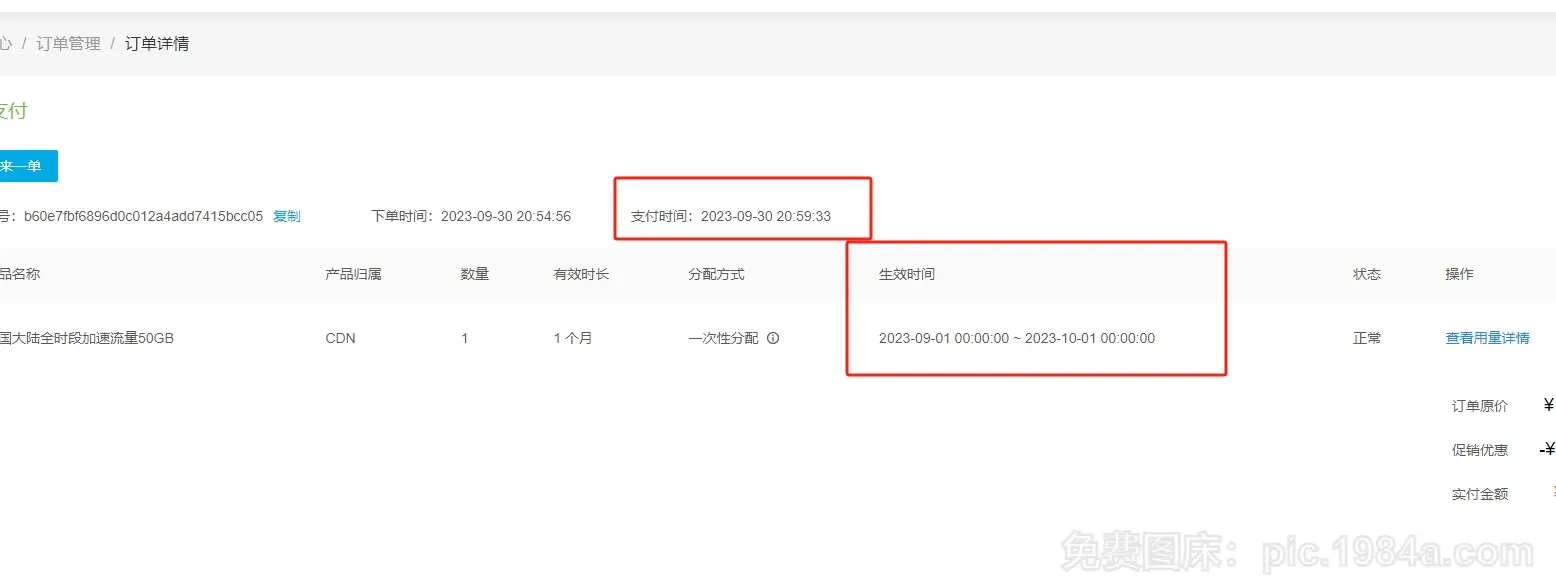 心 / 订单管理 / 订单详情
支付
来一单
号：b60e7fbf6896d0c012a4add7415bcc05 复制 下单时间：2023-09-30 20:54:56 支付时间：2023-09-30 20:59:33
品名称 产品归属 数量 有效时长 分配方式 生效时间 状态 操作
国大陆全时段加速流量50GB CDN 1 1 个月 一次性分配 2023-09-01 00:00:00 ~ 2023-10-01 00:00:00 正常 查看用量详情
订单原价 ¥
促销优惠 -¥
实付金额
免费图床：pic.1984a.com